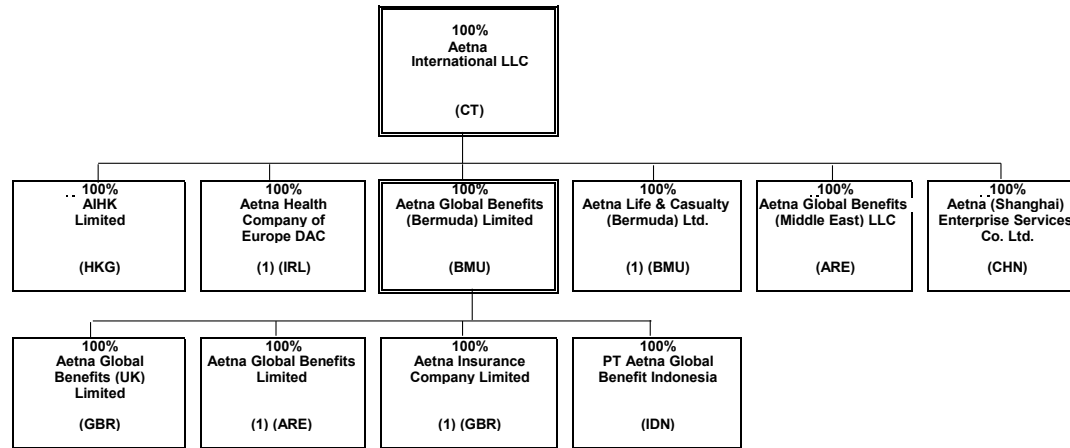 100%
Aetna
International LLC
(CT)
100%
AIHK
Limited
(HKG)
100%
Aetna Health
Company of
Europe DAC
(1) (IRL)
100%
Aetna Global Benefits
(Bermuda) Limited
(BMU)
100%
Aetna Life & Casualty
(Bermuda) Ltd.
(1) (BMU)
100%
Aetna Global Benefits
(Middle East) LLC
(ARE)
100%
Aetna (Shanghai)
Enterprise Services
Co. Ltd.
(CHN)
100%
Aetna Global
Benefits (UK)
Limited
(GBR)
100%
Aetna Global Benefits
Limited
(1) (ARE)
100%
Aetna Insurance
Company Limited
(1) (GBR)
100%
PT Aetna Global
Benefit Indonesia
(IDN)